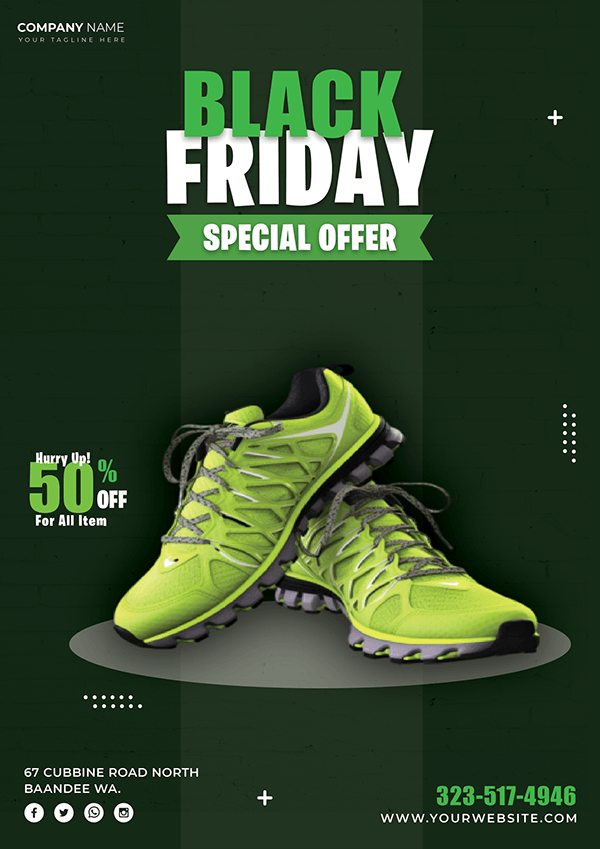 COMPANY NAME
YOUR TAGLINE HERE
BLACK
FRIDAY
SPECIAL OFFER
Hurry Up!
50% OFF
For All Item
67 CUBBINE ROAD NORTH
BAANDEE WA.
323-517-4946
WWW.YOURWEBSITE.COM